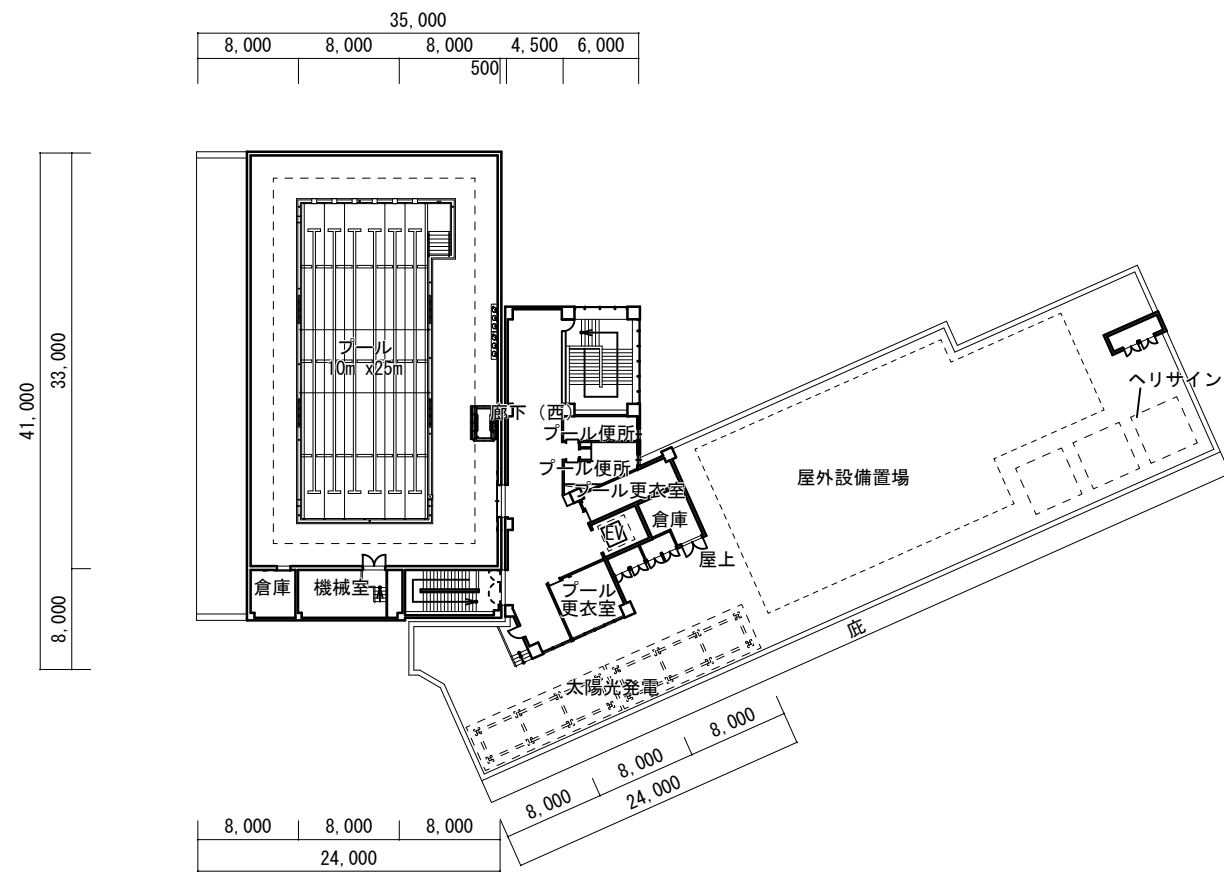 35,000
8,000 8,000 8,000 4,500 6,000
500
41,000
33,000
8,000
プール
10m x25m
廊下（西）
プール便所
プール便所
プール更衣室
EV
倉庫
屋上
プール
更衣室
倉庫
機械室
屋外設備置場
ヘリサイン
庇
太陽光発電
8,000 8,000 8,000
24,000
8,000 8,000 8,000
24,000